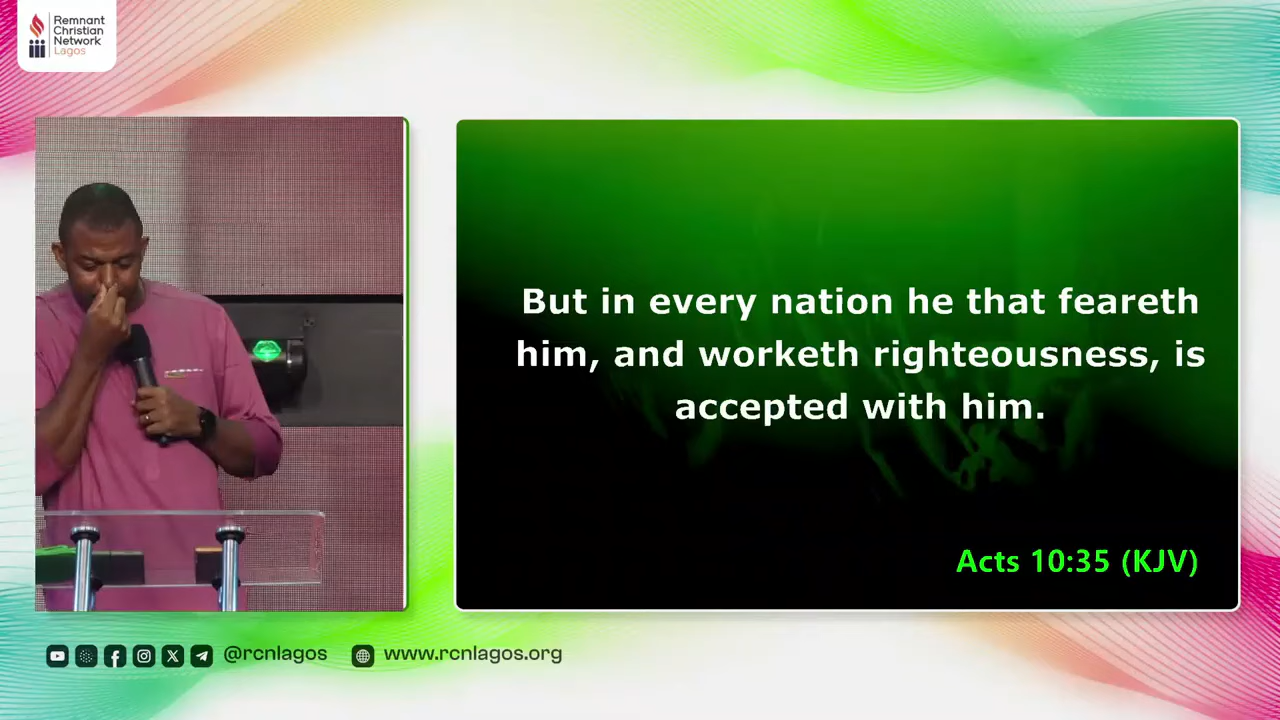 Remnant
Christian
Network
Lagos
But in every nation he that feareth
him, and worketh righteousness, is
accepted with him.
Acts 10:35 (KJV)
@rcnlagos
www.rcnlagos.org